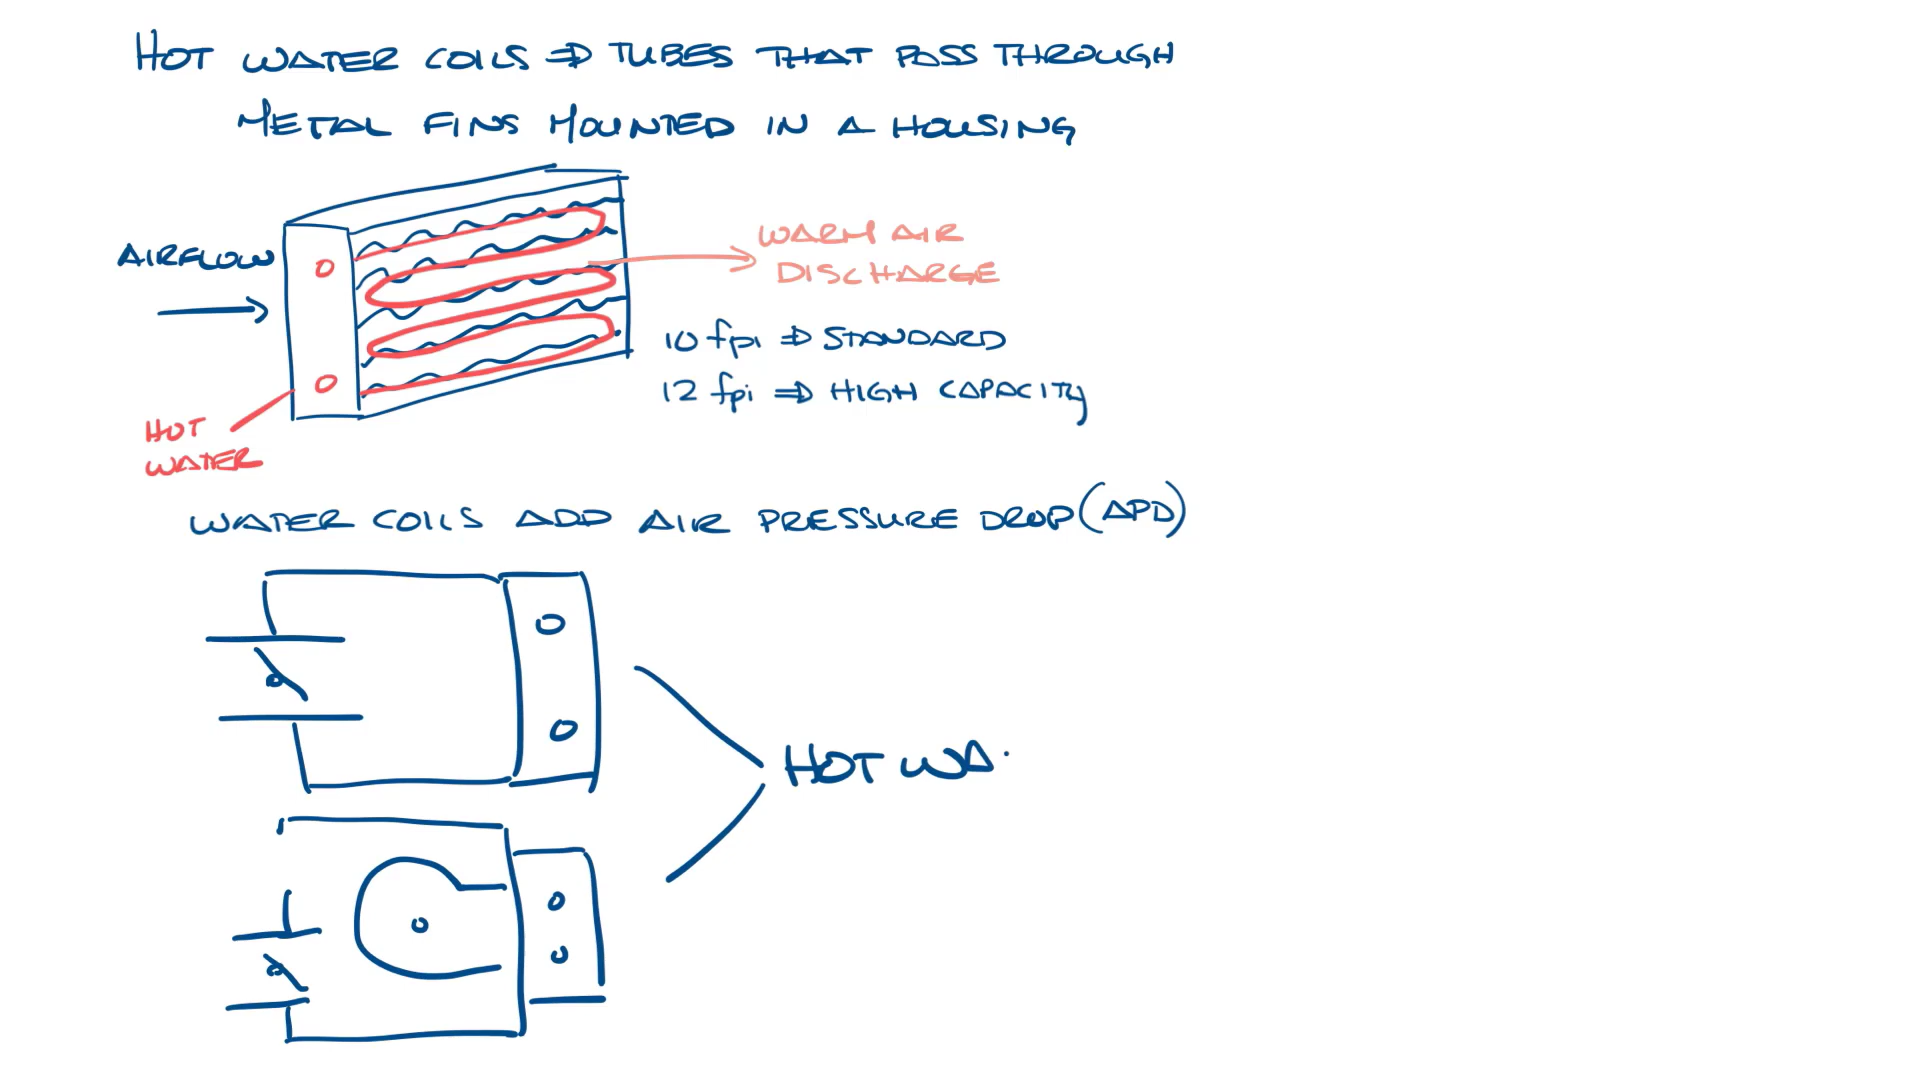 HOT WATER COILS ⇒ TUBES THAT PASS THROUGH
METAL FINS MOUNTED IN A HOUSING
AIRFLOW
WARM AIR
DISCHARGE
10 fpi ⇒ STANDARD
12 fpi ⇒ HIGH CAPACITY
HOT
WATER
WATER COILS ADD AIR PRESSURE DROP (APD)
HOT WA